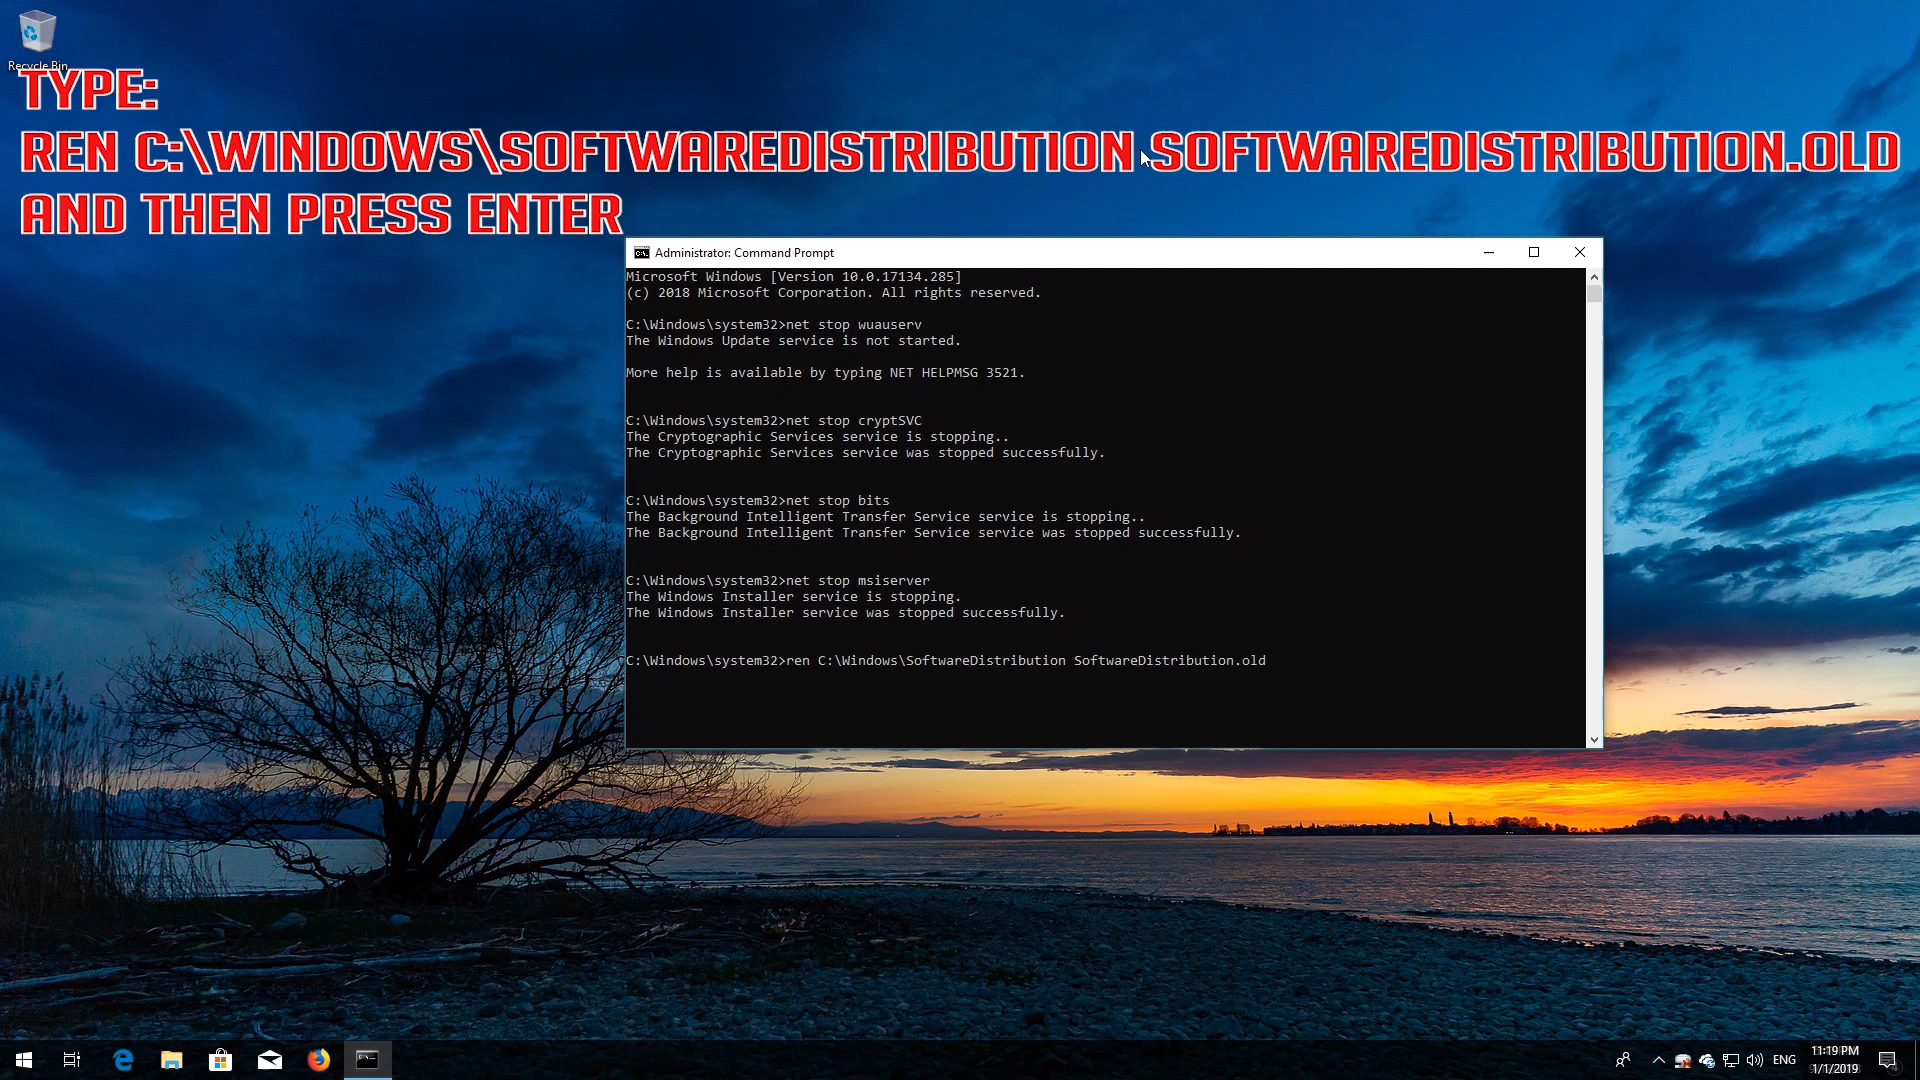 Recycle Bin
TYPE:
REN C:\WINDOWS\SOFTWAREDISTRIBUTION SOFTWAREDISTRIBUTION.OLD
AND THEN PRESS ENTER
Administrator: Command Prompt
Microsoft Windows [Version 10.0.17134.285]
(c) 2018 Microsoft Corporation. All rights reserved.
C:\Windows\system32>net stop wuauserv
The Windows Update service is not started.
More help is available by typing NET HELPMSG 3521.
C:\Windows\system32>net stop cryptSVC
The Cryptographic Services service is stopping..
The Cryptographic Services service was stopped successfully.
C:\Windows\system32>net stop bits
The Background Intelligent Transfer Service service is stopping..
The Background Intelligent Transfer Service service was stopped successfully.
C:\Windows\system32>net stop msiserver
The Windows Installer service is stopping.
The Windows Installer service was stopped successfully.
C:\Windows\system32>ren C:\Windows\SoftwareDistribution SoftwareDistribution.old
ENG
11:19 PM
1/1/2019